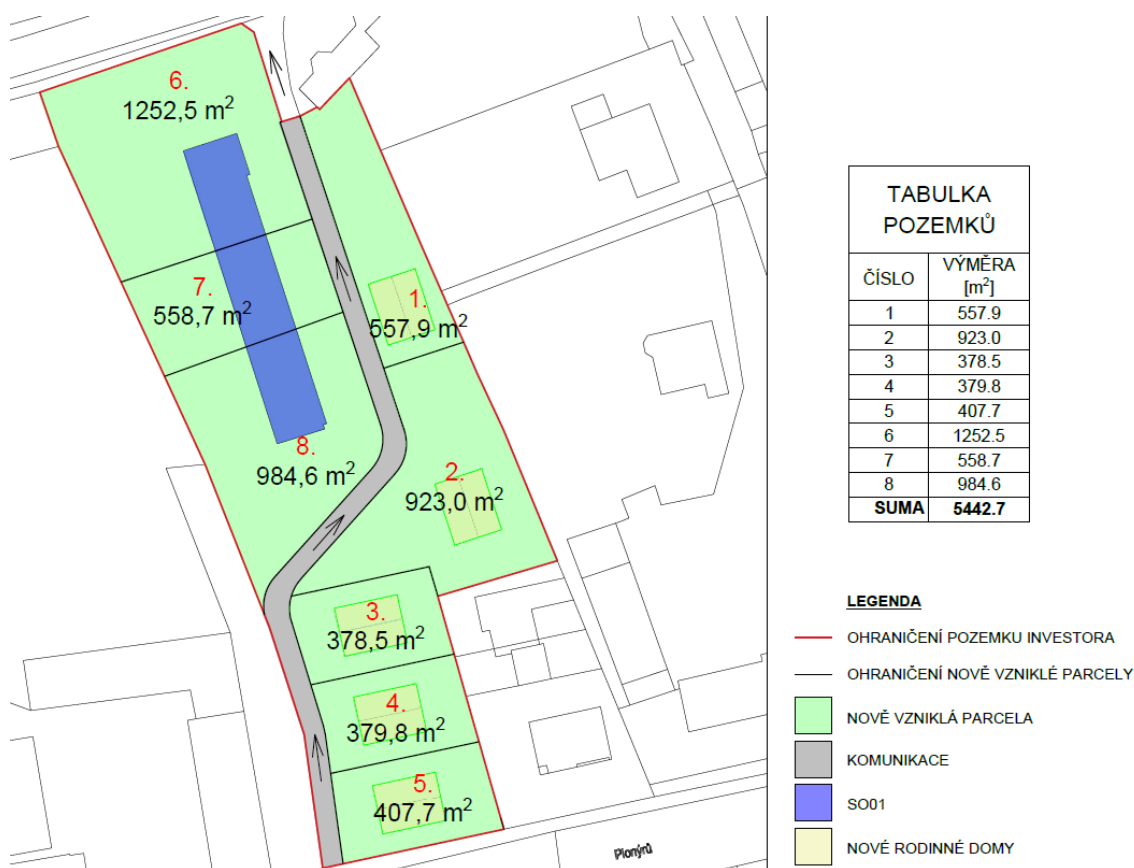 6.
1252,5 m²
7.
558,7 m²
1.
557,9 m²
8.
984,6 m²
2.
923,0 m²
3.
378,5 m²
4.
379,8 m²
5.
407,7 m²
Pionýrů
TABULKA
POZEMKŮ
ČÍSLO VÝMĚRA
[m²]
1 557.9
2 923.0
3 378.5
4 379.8
5 407.7
6 1252.5
7 558.7
8 984.6
SUMA 5442.7
LEGENDA
OHRANIČENÍ POZEMKU INVESTORA
OHRANIČENÍ NOVĚ VZNIKLÉ PARCELY
NOVĚ VZNIKLÁ PARCELA
KOMUNIKACE
SO01
NOVÉ RODINNÉ DOMY